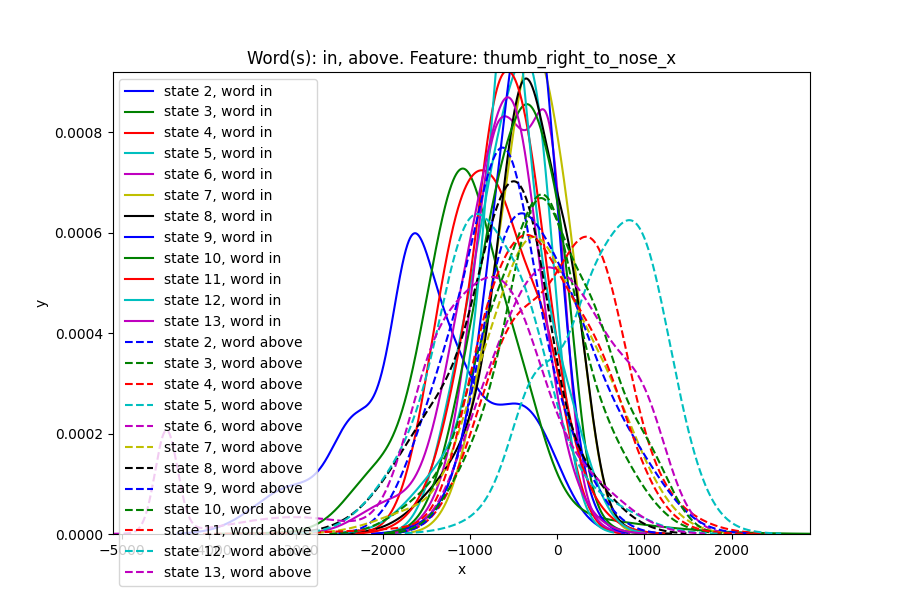 Word(s): in, above. Feature: thumb_right_to_nose_x
y
0.0008
0.0006
0.0004
0.0002
0.0000
state 2, word in
state 3, word in
state 4, word in
state 5, word in
state 6, word in
state 7, word in
state 8, word in
state 9, word in
state 10, word in
state 11, word in
state 12, word in
state 13, word in
state 2, word above
state 3, word above
state 4, word above
state 5, word above
state 6, word above
state 7, word above
state 8, word above
state 9, word above
state 10, word above
state 11, word above
state 12, word above
state 13, word above
−5000 −4000 −3000 −2000 −1000 0 1000 2000
x